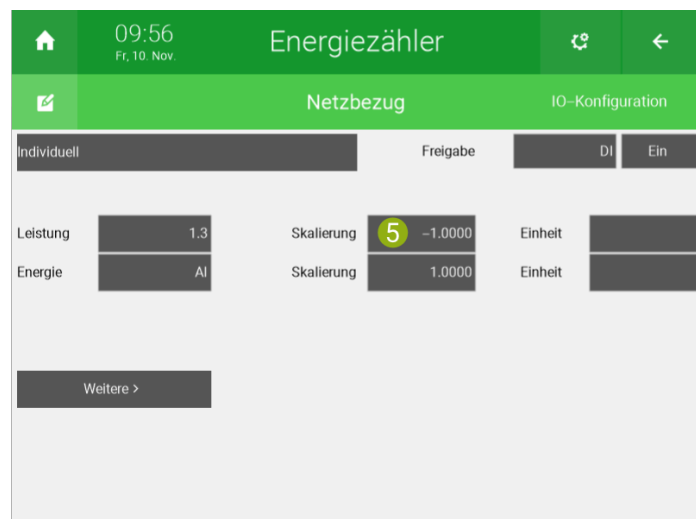 09:56
Fr, 10. Nov.
Energiezähler
Netzbezug
IO-Konfiguration
Individuell
Freigabe
DI
Ein
Leistung
1.3
Skalierung
5
-1.0000
Einheit
Energie
AI
Skalierung
1.0000
Einheit
Weitere >